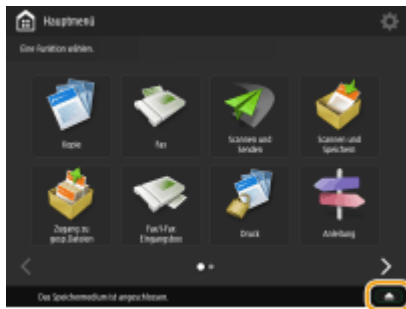 Hauptmenü
Eine Funktion wählen.
Kopie
Fax
Scannen und
Senden
Scannen und
Speichern
Zugang zu
gesp.Dateien
Fax/I-Fax
Eingangsbox
Druck
Anleitung
Das Speichermedium ist angeschlossen.